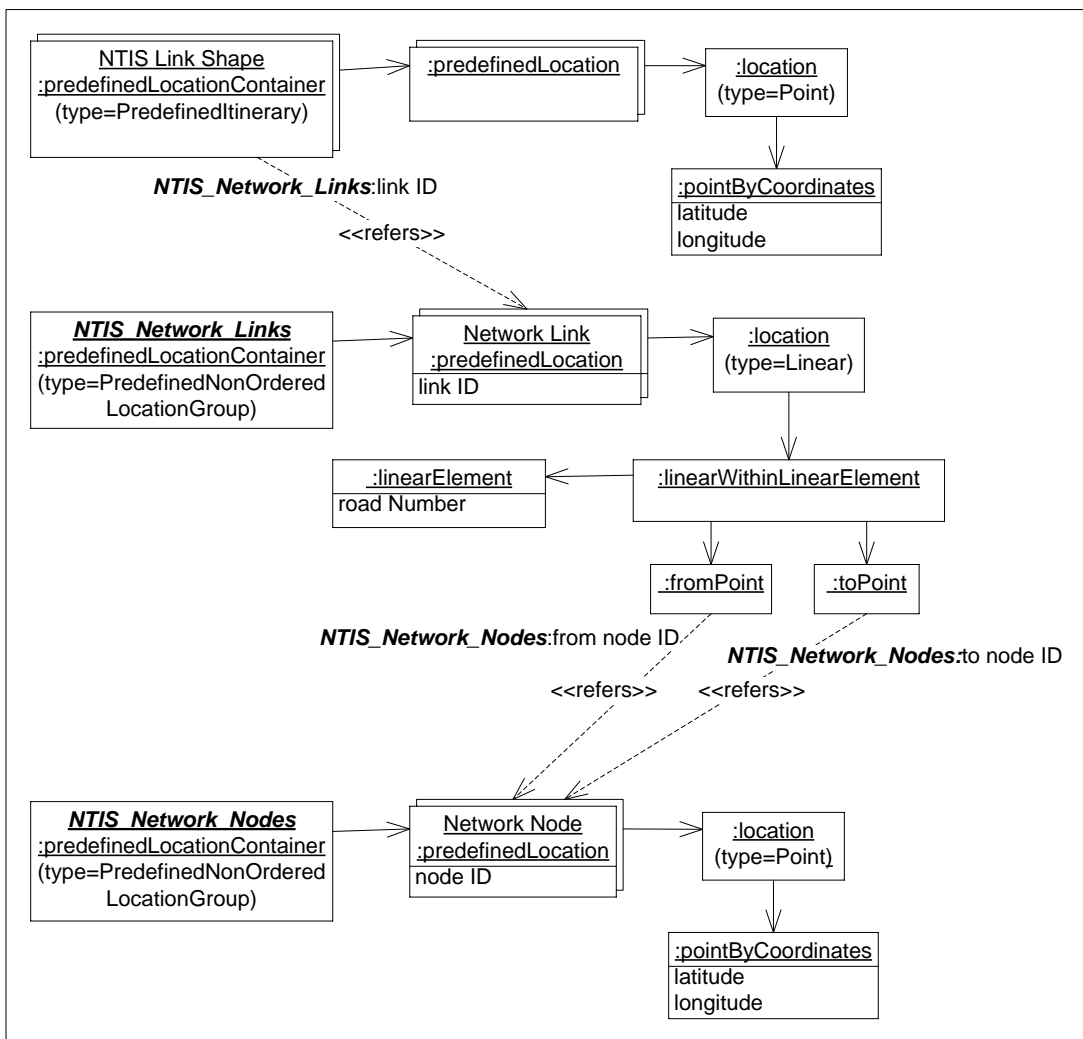 NTIS Link Shape
:predefinedLocationContainer
(type=PredefinedItinerary)
:predefinedLocation
:location
(type=Point)
:pointByCoordinates
latitude
longitude
NTIS_Network_Links:link ID
<<refers>>
NTIS_Network_Links
:predefinedLocationContainer
(type=PredefinedNonOrdered
LocationGroup)
Network Link
:predefinedLocation
link ID
:location
(type=Linear)
:linearElement
road Number
:linearWithinLinearElement
:fromPoint
:toPoint
NTIS_Network_Nodes:from node ID
NTIS_Network_Nodes:to node ID
<<refers>>
<<refers>>
NTIS_Network_Nodes
:predefinedLocationContainer
(type=PredefinedNonOrdered
LocationGroup)
Network Node
:predefinedLocation
node ID
:location
(type=Point)
:pointByCoordinates
latitude
longitude